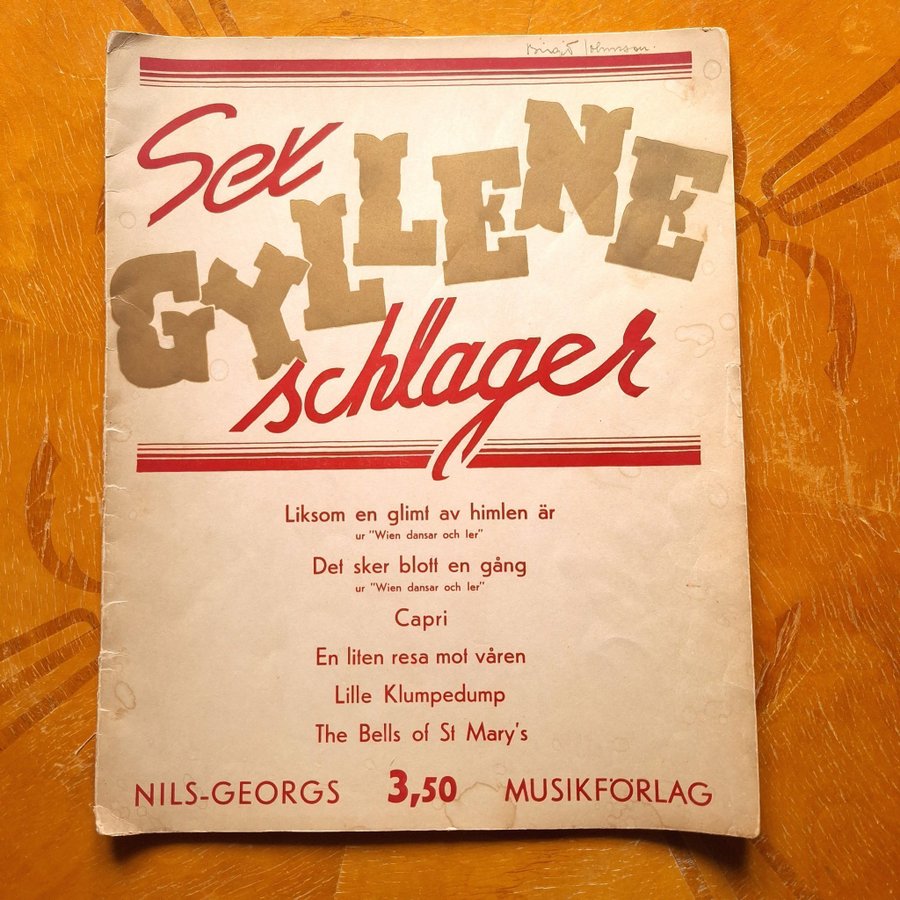 Birgit Johnsson.
Sex
GYLLENE
schlager
Liksom en glimt av himlen är
ur "Wien dansar och ler"
Det sker blott en gång
ur "Wien dansar och ler"
Capri
En liten resa mot våren
Lille Klumpedump
The Bells of St Mary's
NILS-GEORGS 3,50 MUSIKFÖRLAG